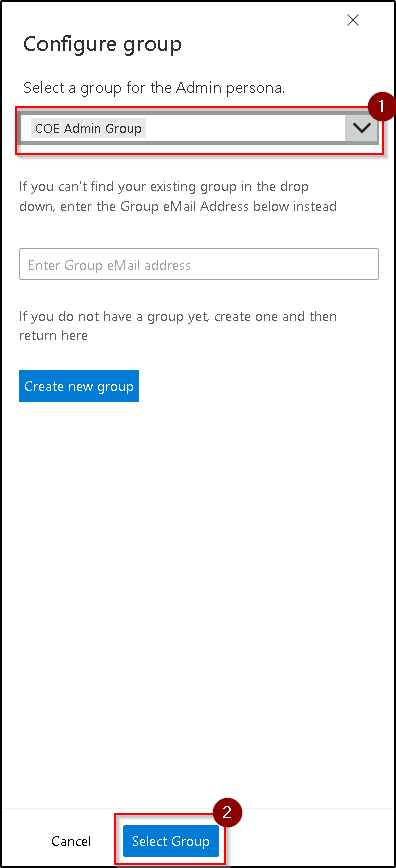 Configure group
Select a group for the Admin persona.
1
COE Admin Group
If you can't find your existing group in the drop
down, enter the Group eMail Address below instead
Enter Group eMail address
If you do not have a group yet, create one and then
return here
Create new group
2
Cancel
Select Group